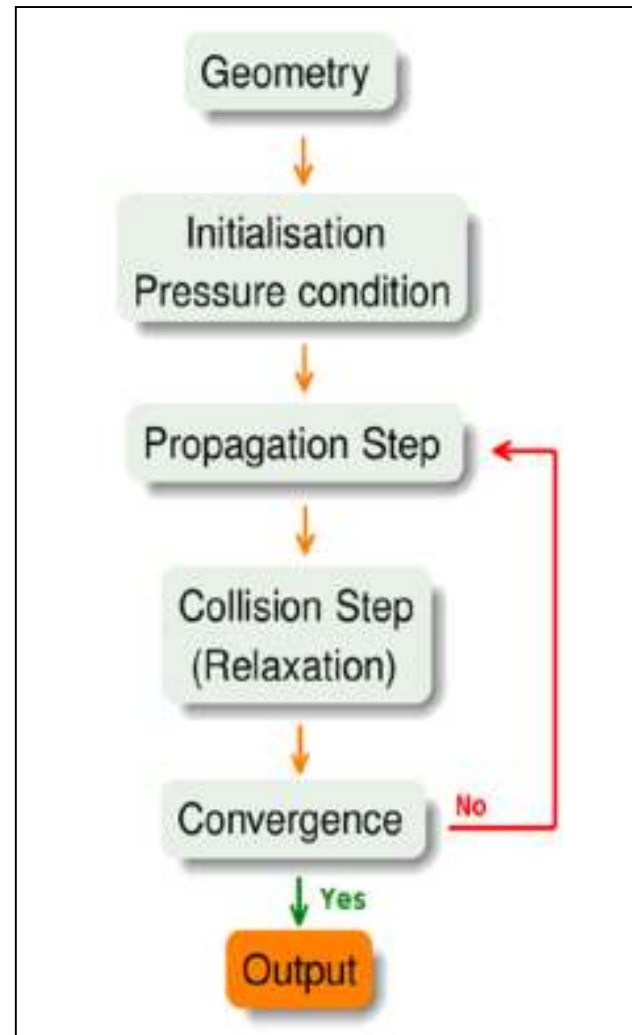 Geometry
Initialisation
Pressure condition
Propagation Step
Collision Step
(Relaxation)
Convergence
No
Yes
Output